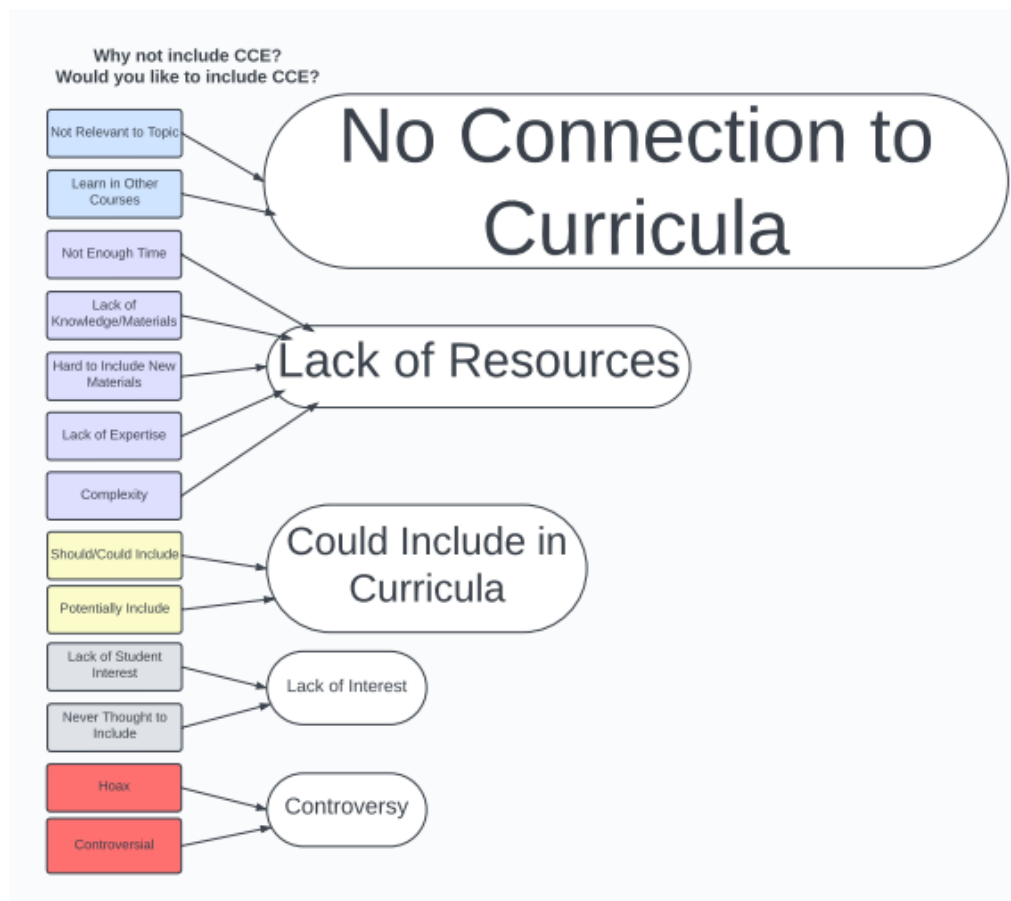 Why not include CCE?
Would you like to include CCE?
Not Relevant to Topic
Learn in Other
Courses
Not Enough Time
Lack of
Knowledge/Materials
Hard to Include New
Materials
Lack of Expertise
Complexity
Should/Could Include
Potentially Include
Lack of Student
Interest
Never Thought to
Include
Hoax
Controversial
No Connection to
Curricula
Lack of Resources
Could Include in
Curricula
Lack of Interest
Controversy